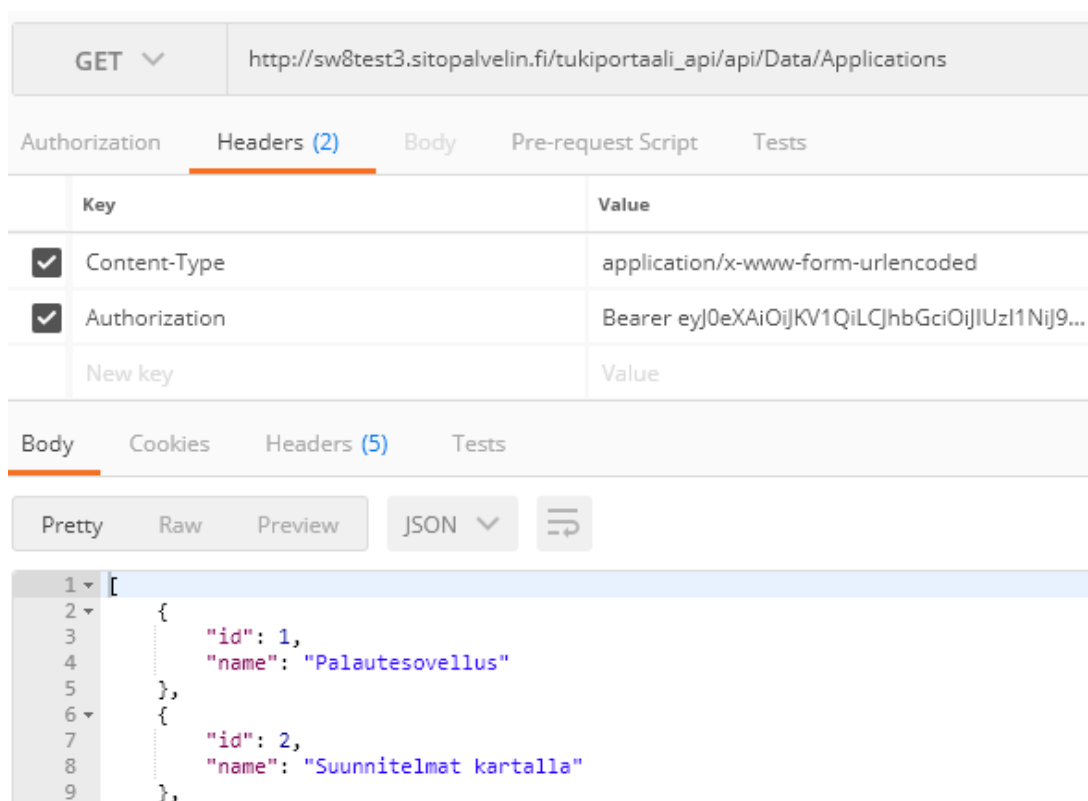 GET http://sw8test3.sitopalvelin.fi/tukiportaali_api/api/Data/Applications
Authorization Headers (2) Body Pre-request Script Tests
Key Value
Content-Type application/x-www-form-urlencoded
Authorization Bearer eyJ0eXAiOiJKV1QiLCJhbGciOiJIUzI1NiJ9...
New key Value
Body Cookies Headers (5) Tests
Pretty Raw Preview JSON
1 [
2 {
3 "id": 1,
4 "name": "Palautesovellus"
5 },
6 {
7 "id": 2,
8 "name": "Suunnitelmat kartalla"
9 },